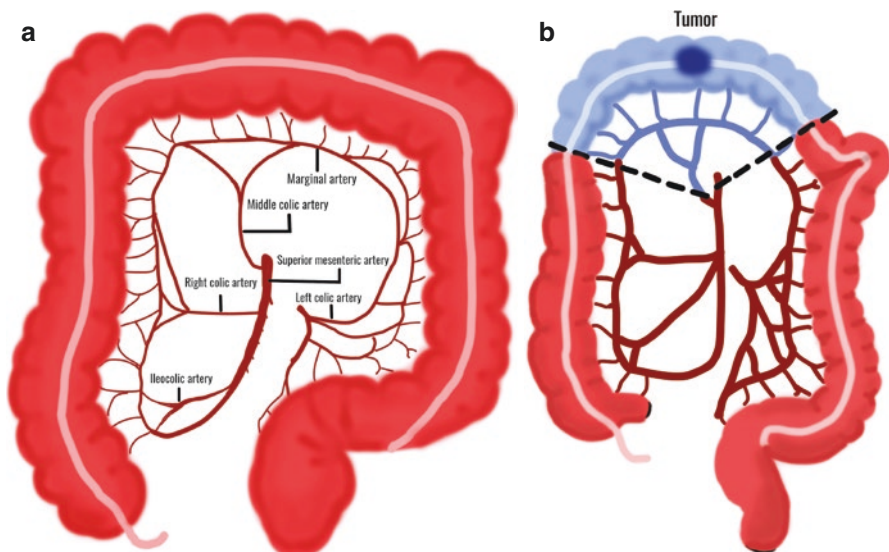 a
Marginal artery
Middle colic artery
Superior mesenteric artery
Right colic artery
Left colic artery
Ileocolic artery
b
Tumor